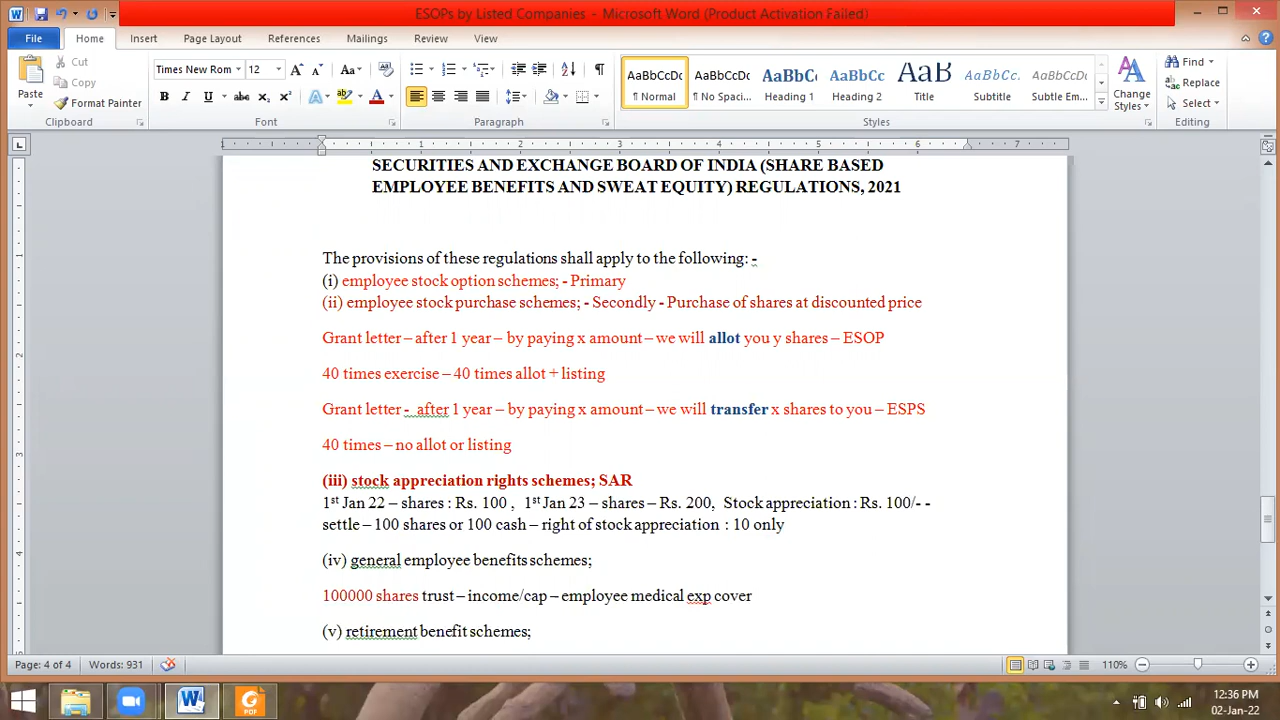 ESOPs by Listed Companies - Microsoft Word (Product Activation Failed)
File Home Insert Page Layout References Mailings Review View
Paste
Cut
Copy
Format Painter
Clipboard
Times New Rom 12
B I U abc
Font
Paragraph
AaBbCcDc AaBbCcDc AaBbC AaBbCc AaB AaBbCcD AaBbCcD
¶ Normal ¶ No Spaci... Heading 1 Heading 2 Title Subtitle Subtle Em...
Styles
Change Styles
Find
Replace
Select
Editing
1 2 3 4 5 6 7
SECURITIES AND EXCHANGE BOARD OF INDIA (SHARE BASED
EMPLOYEE BENEFITS AND SWEAT EQUITY) REGULATIONS, 2021
The provisions of these regulations shall apply to the following: -
(i) employee stock option schemes; - Primary
(ii) employee stock purchase schemes; - Secondly - Purchase of shares at discounted price
Grant letter – after 1 year – by paying x amount – we will allot you y shares – ESOP
40 times exercise – 40 times allot + listing
Grant letter - after 1 year – by paying x amount – we will transfer x shares to you – ESPS
40 times – no allot or listing
(iii) stock appreciation rights schemes; SAR
1st Jan 22 – shares : Rs. 100 , 1st Jan 23 – shares – Rs. 200, Stock appreciation : Rs. 100/- -
settle – 100 shares or 100 cash – right of stock appreciation : 10 only
(iv) general employee benefits schemes;
100000 shares trust – income/cap – employee medical exp cover
(v) retirement benefit schemes;
Page: 4 of 4 Words: 931 110%
PDF
12:36 PM
02-Jan-22